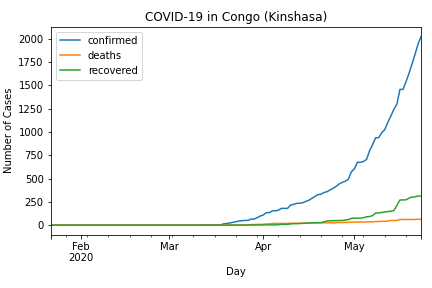 COVID-19 in Congo (Kinshasa)
confirmed
deaths
recovered
Number of Cases
2000
1750
1500
1250
1000
750
500
250
0
Feb
2020
Mar
Apr
May
Day